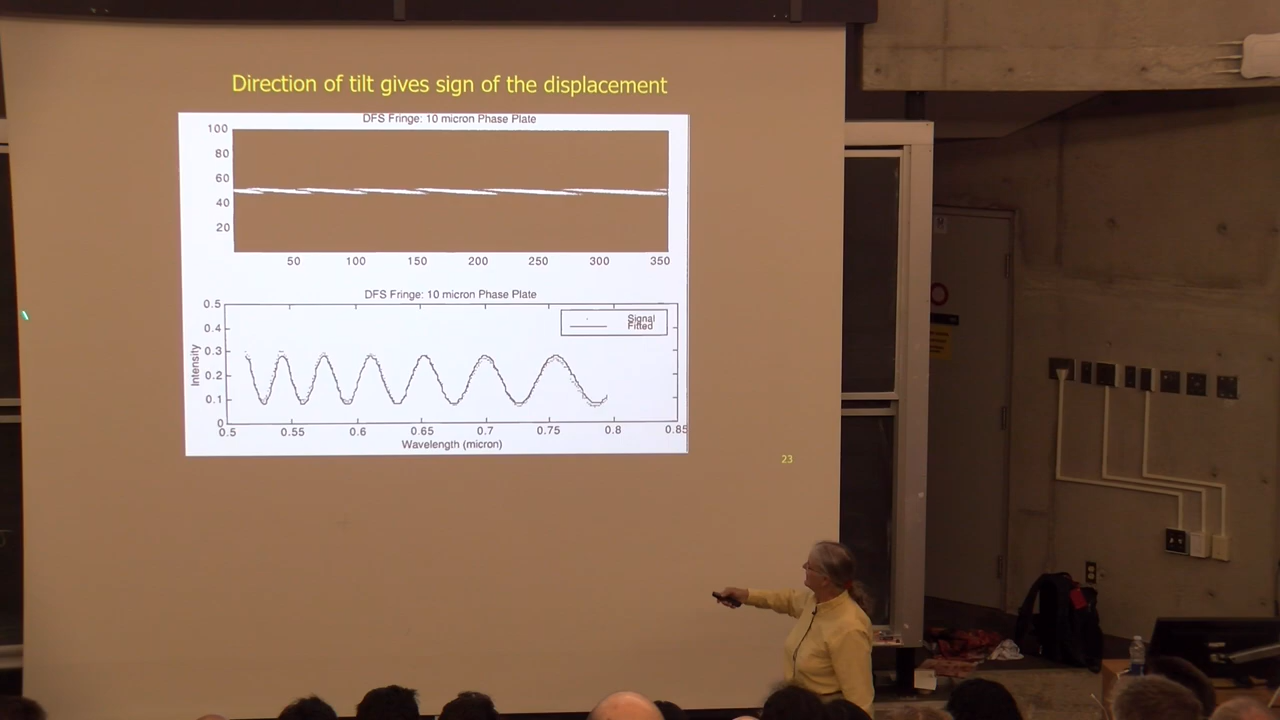 Direction of tilt gives sign of the displacement
DFS Fringe: 10 micron Phase Plate
100
80
60
40
20
50 100 150 200 250 300 350
DFS Fringe: 10 micron Phase Plate
0.5
0.4
0.3
0.2
0.1
0
Intensity
Signal
Fitted
0.5 0.55 0.6 0.65 0.7 0.75 0.8 0.85
Wavelength (micron)
23